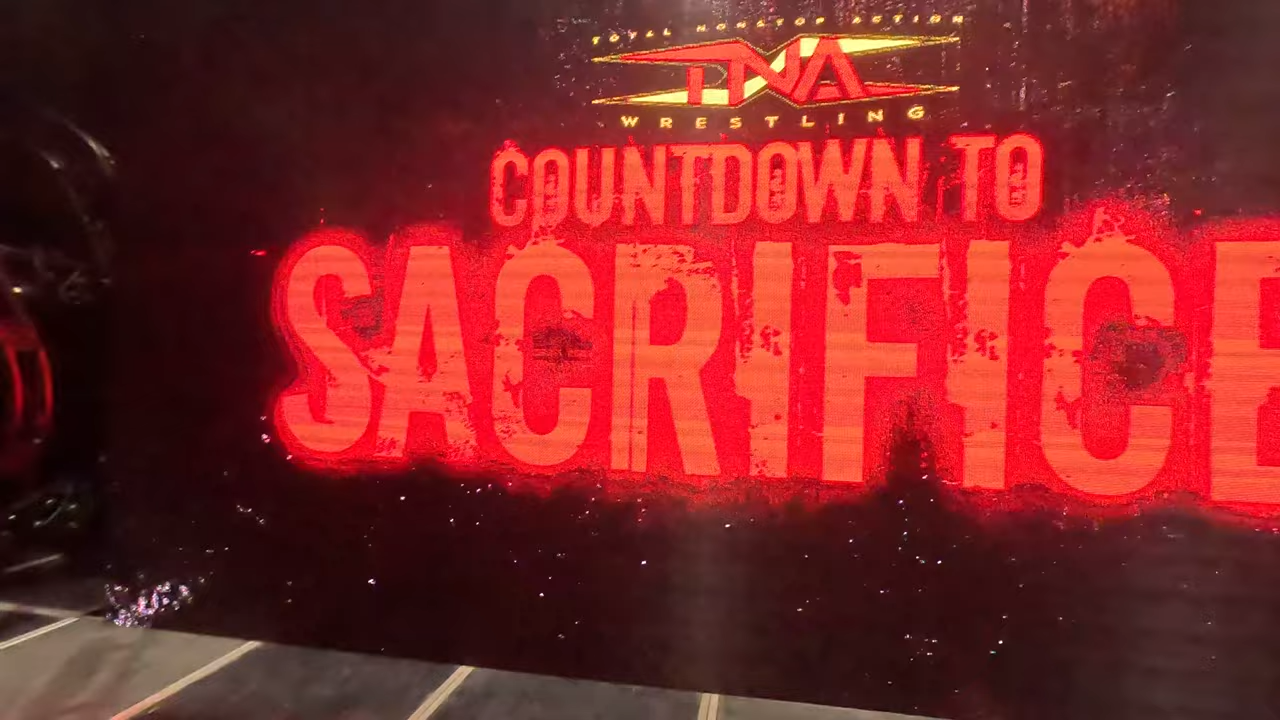 TOTAL NONSTOP ACTION
TNA
WRESTLING
COUNTDOWN TO
SACRIFICE